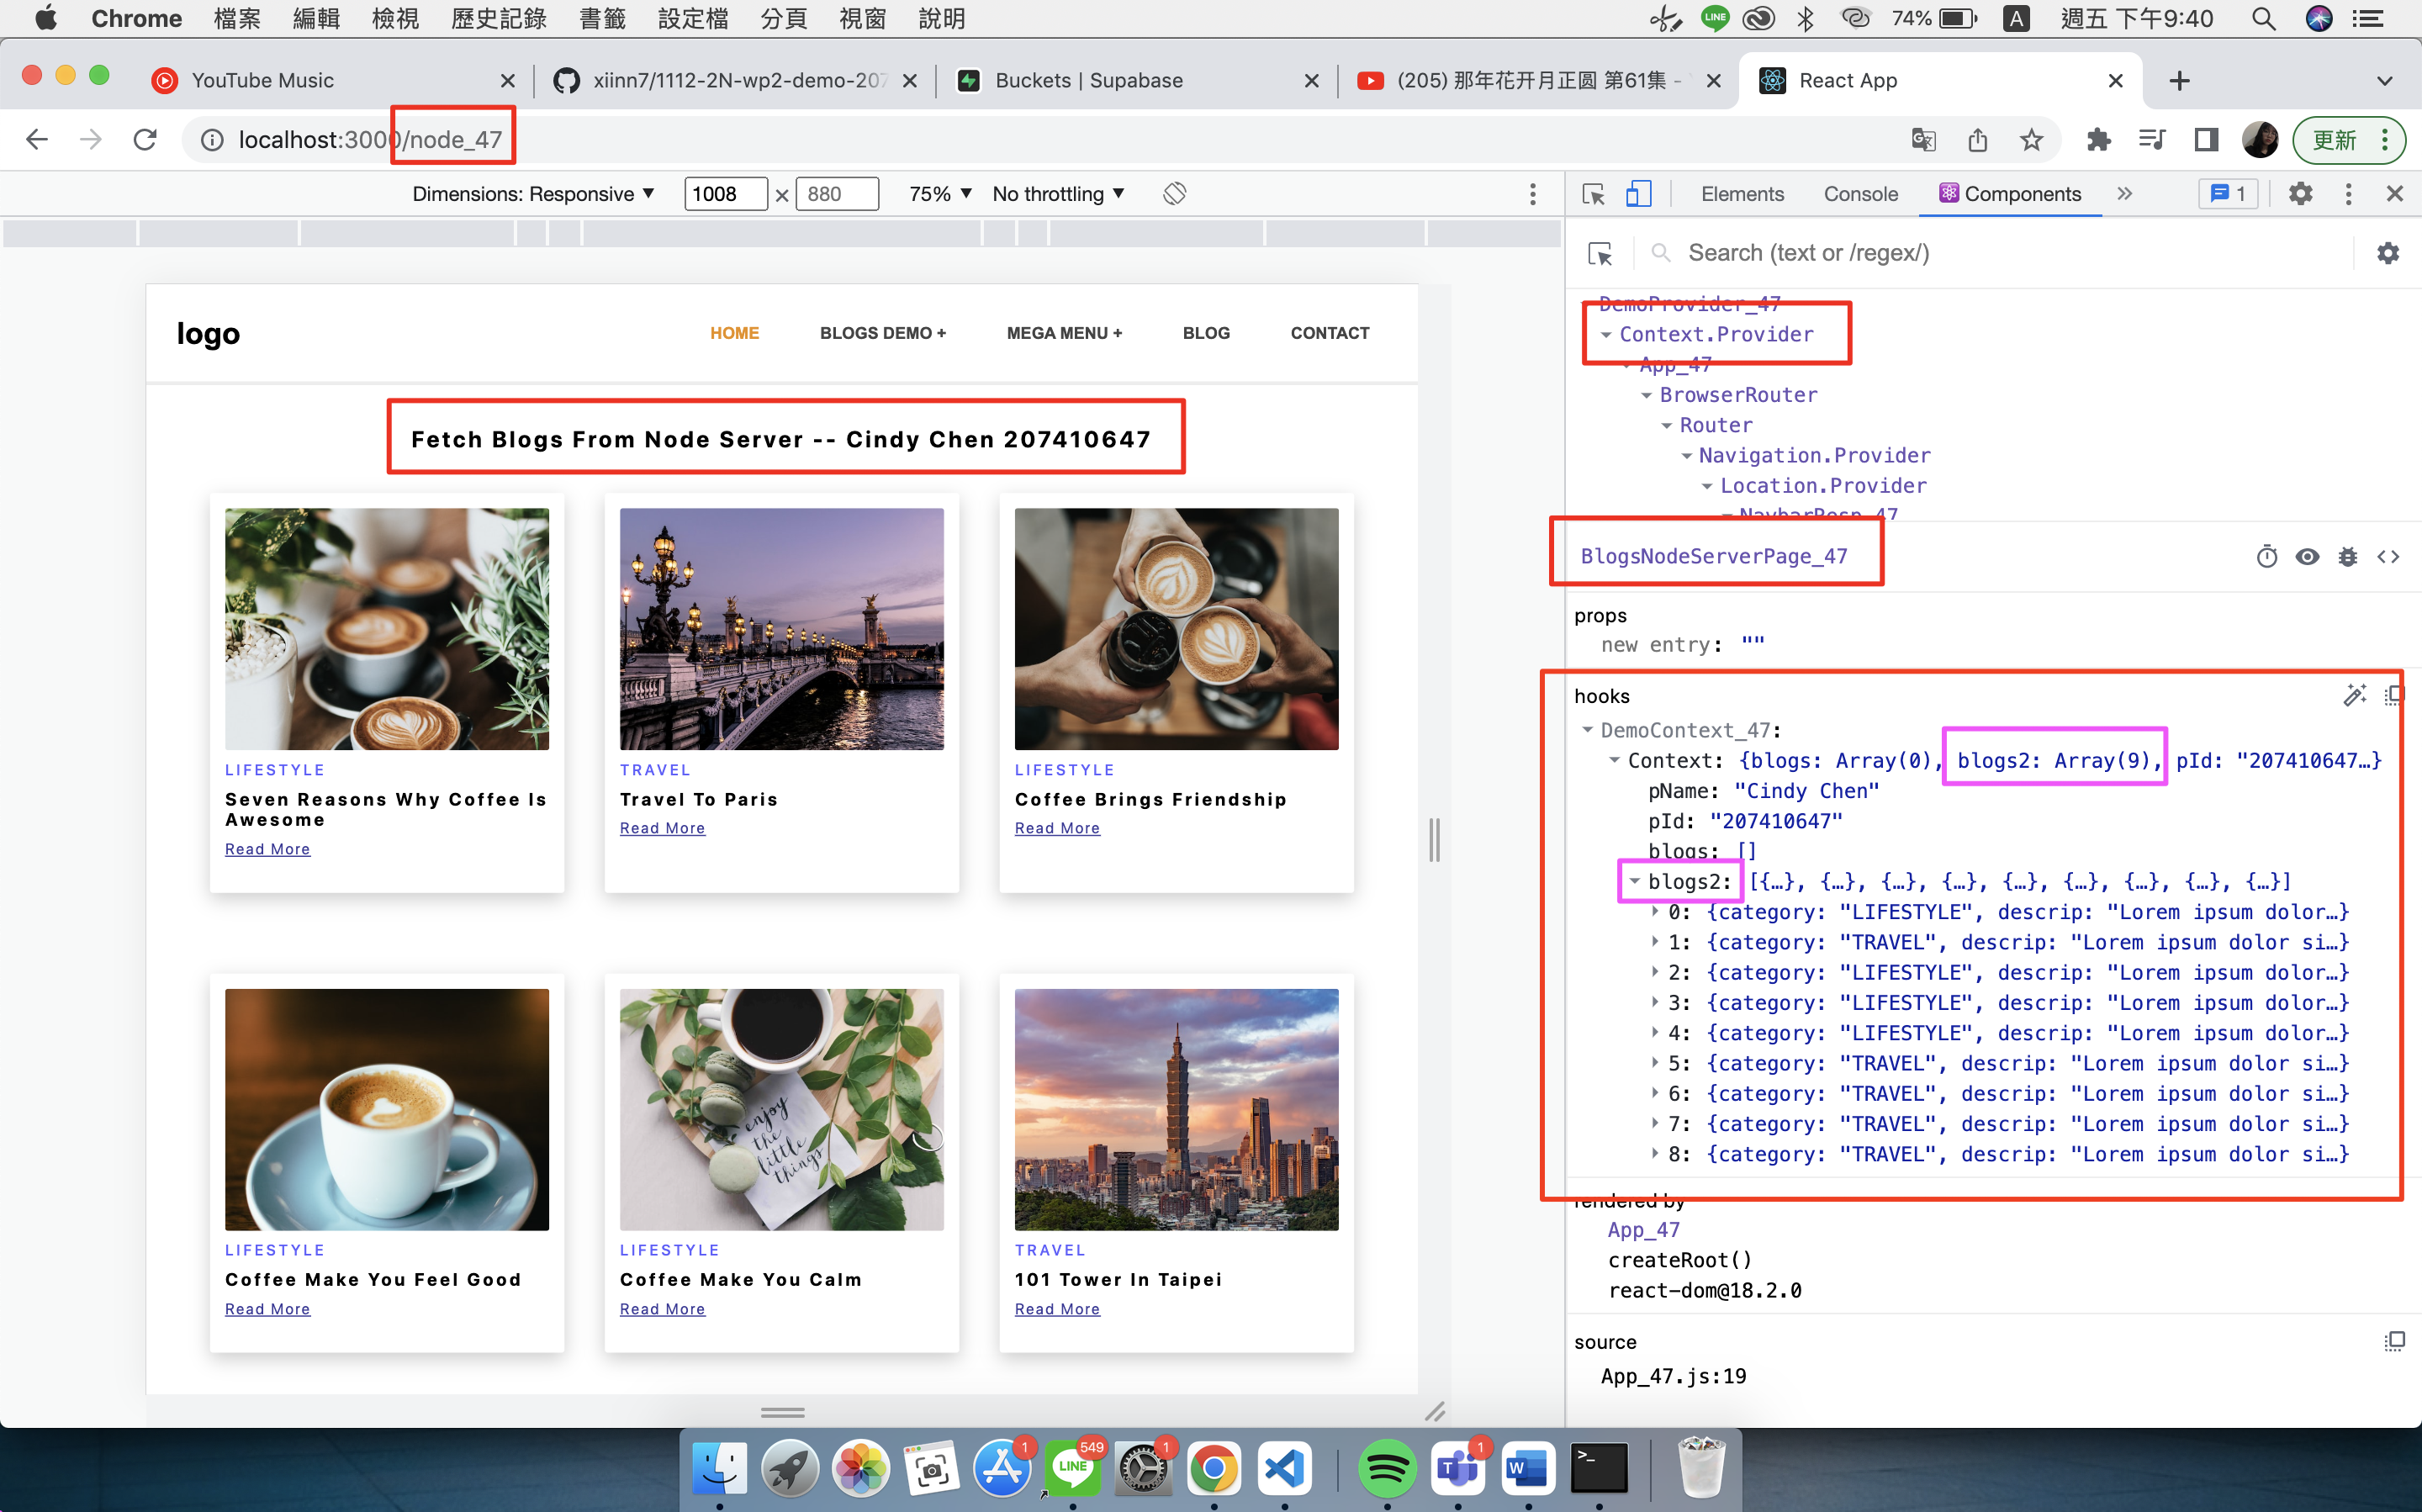 Chrome 檔案 編輯 檢視 歷史記錄 書籤 設定檔 分頁 視窗 說明 LINE 74% A 週五 下午9:40
YouTube Music
xiinn7/1112-2N-wp2-demo-207
Buckets | Supabase
(205) 那年花开月正圆 第61集 -
React App
localhost:3000/node_47
更新
Dimensions: Responsive 1008 × 880 75% No throttling
Elements Console Components 1
Search (text or /regex/)
logo
HOME BLOGS DEMO + MEGA MENU + BLOG CONTACT
Fetch Blogs From Node Server -- Cindy Chen 207410647
LIFESTYLE
Seven Reasons Why Coffee Is
Awesome
Read More
TRAVEL
Travel To Paris
Read More
LIFESTYLE
Coffee Brings Friendship
Read More
enjoy
the
little
things
LIFESTYLE
Coffee Make You Feel Good
Read More
LIFESTYLE
Coffee Make You Calm
Read More
TRAVEL
101 Tower In Taipei
Read More
DemoProvider_47
Context.Provider
App_47
BrowserRouter
Router
Navigation.Provider
Location.Provider
NavbarResp_47
BlogsNodeServerPage_47
props
new entry: ""
hooks
DemoContext_47:
Context: {blogs: Array(0), blogs2: Array(9), pId: "207410647…}
pName: "Cindy Chen"
pId: "207410647"
blogs: []
blogs2: [{…}, {…}, {…}, {…}, {…}, {…}, {…}, {…}, {…}]
0: {category: "LIFESTYLE", descrip: "Lorem ipsum dolor…}
1: {category: "TRAVEL", descrip: "Lorem ipsum dolor si…}
2: {category: "LIFESTYLE", descrip: "Lorem ipsum dolor…}
3: {category: "LIFESTYLE", descrip: "Lorem ipsum dolor…}
4: {category: "LIFESTYLE", descrip: "Lorem ipsum dolor…}
5: {category: "TRAVEL", descrip: "Lorem ipsum dolor si…}
6: {category: "TRAVEL", descrip: "Lorem ipsum dolor si…}
7: {category: "TRAVEL", descrip: "Lorem ipsum dolor si…}
8: {category: "TRAVEL", descrip: "Lorem ipsum dolor si…}
rendered by
App_47
createRoot()
react-dom@18.2.0
source
App_47.js:19
1 LINE 549 1 T 1 W >_